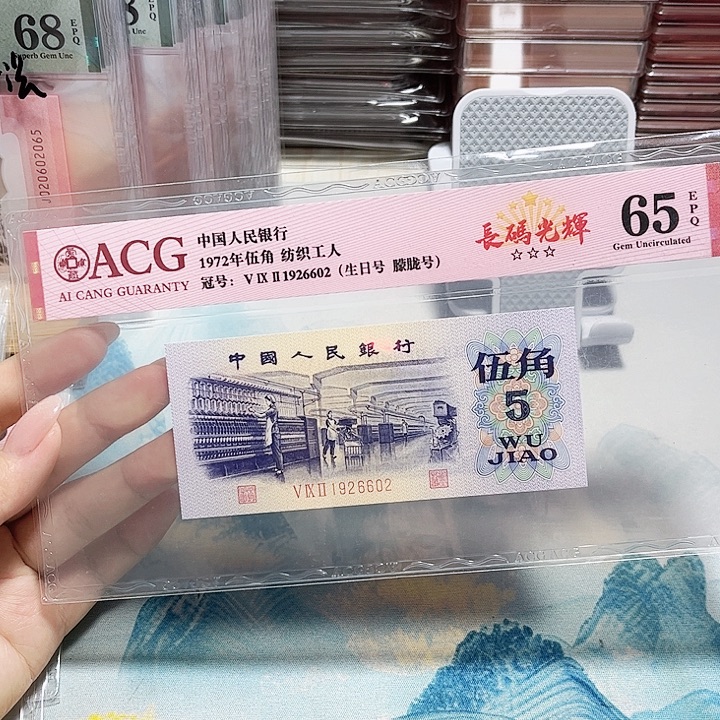 68 EPQ
Superb Gem Unc
J020602065
ACG
AI CANG GUARANTY
中国人民银行
1972年伍角 纺织工人
冠号：ⅤⅨⅡ1926602（生日号 朦胧号）
長碼光輝
☆☆☆
65 EPQ
Gem Uncirculated
中國人民銀行
伍角
5
WU
JIAO
ⅤⅨⅡ1926602